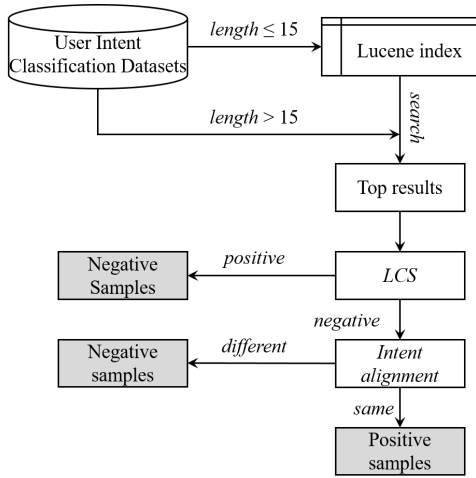 User Intent
Classification Datasets
length ≤ 15
Lucene index
length > 15
search
Top results
Negative
Samples
positive
LCS
negative
Negative
samples
different
Intent
alignment
same
Positive
samples